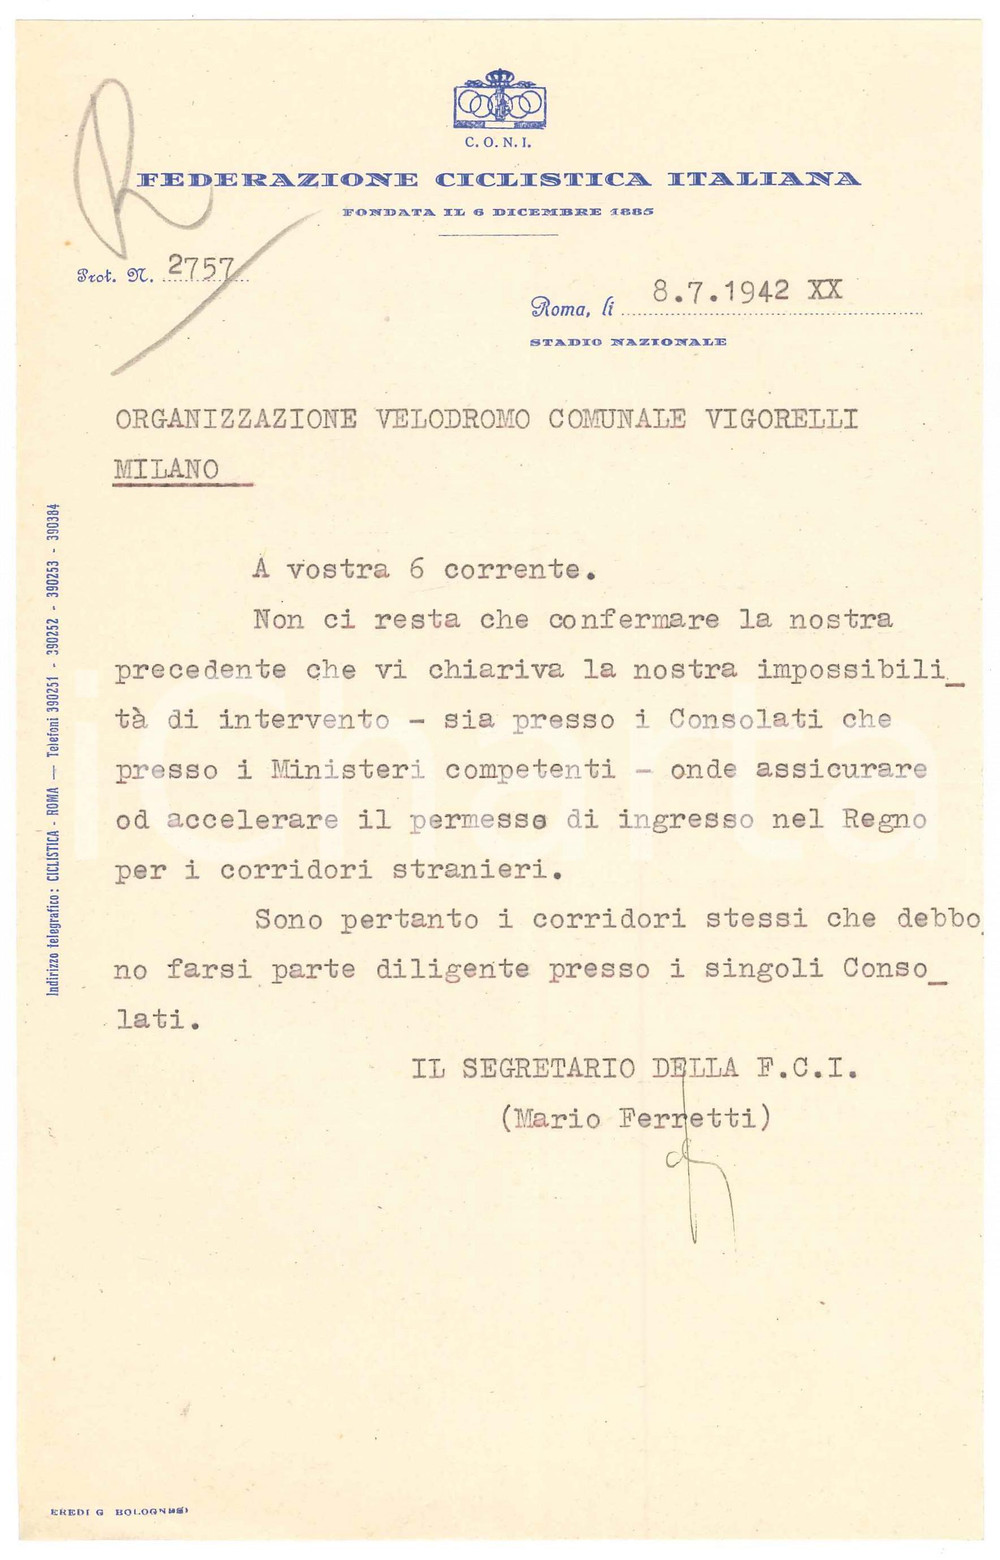 C.O.N.I.
FEDERAZIONE CICLISTICA ITALIANA
FONDATA IL 6 DICEMBRE 1885
R
Prot. N. 2757
Roma, li 8.7.1942 XX
STADIO NAZIONALE
ORGANIZZAZIONE VELODROMO COMUNALE VIGORELLI
MILANO
A vostra 6 corrente.
Non ci resta che confermare la nostra
precedente che vi chiariva la nostra impossibili_
tà di intervento - sia presso i Consolati che
presso i Ministeri competenti - onde assicurare
od accelerare il permesso di ingresso nel Regno
per i corridori stranieri.
Sono pertanto i corridori stessi che debbo_
no farsi parte diligente presso i singoli Conso_
lati.
IL SEGRETARIO DELLA F.C.I.
(Mario Ferretti)
Indirizzo telegrafico: CICLISTICA - ROMA — Telefoni 390251 - 390252 - 390253 - 390384
EREDI G BOLOGNESI